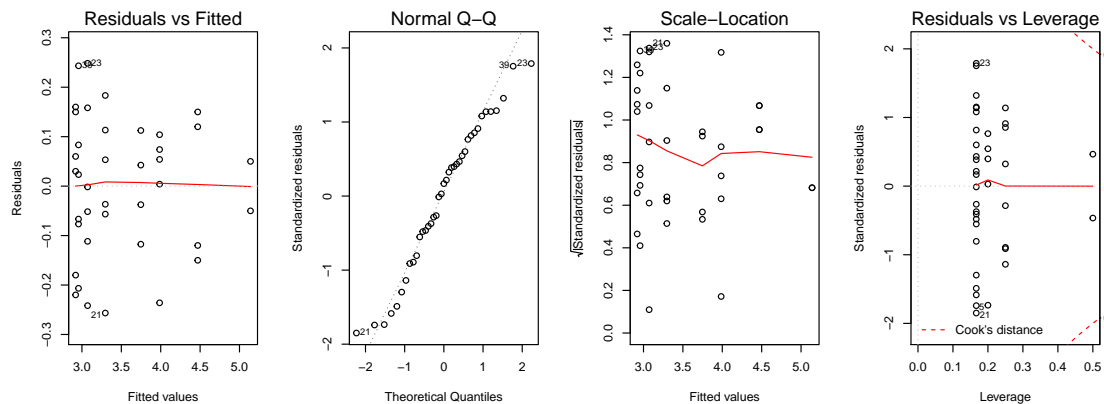 Residuals vs Fitted
Residuals
−0.3 −0.2 −0.1 0.0 0.1 0.2 0.3
23
21
3.0 3.5 4.0 4.5 5.0
Fitted values
Normal Q−Q
Standardized residuals
−2 −1 0 1 2
39
23
21
−2 −1 0 1 2
Theoretical Quantiles
Scale−Location
√|Standardized residuals|
0.0 0.2 0.4 0.6 0.8 1.0 1.2 1.4
21
23
3.0 3.5 4.0 4.5 5.0
Fitted values
Residuals vs Leverage
Standardized residuals
−2 −1 0 1 2
23
5
21
Cook's distance
0.0 0.1 0.2 0.3 0.4 0.5
Leverage